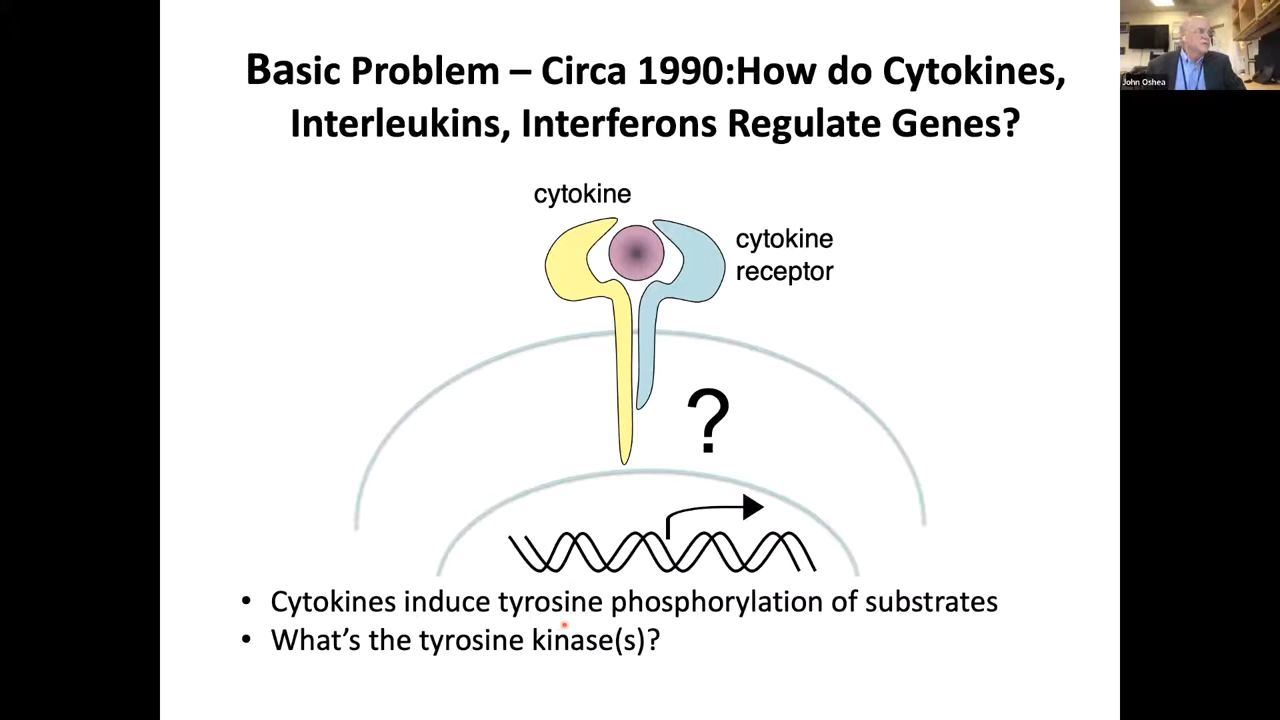 Basic Problem – Circa 1990:How do Cytokines,
Interleukins, Interferons Regulate Genes?
John Oshea
cytokine
cytokine
receptor
?
• Cytokines induce tyrosine phosphorylation of substrates
• What's the tyrosine kinase(s)?